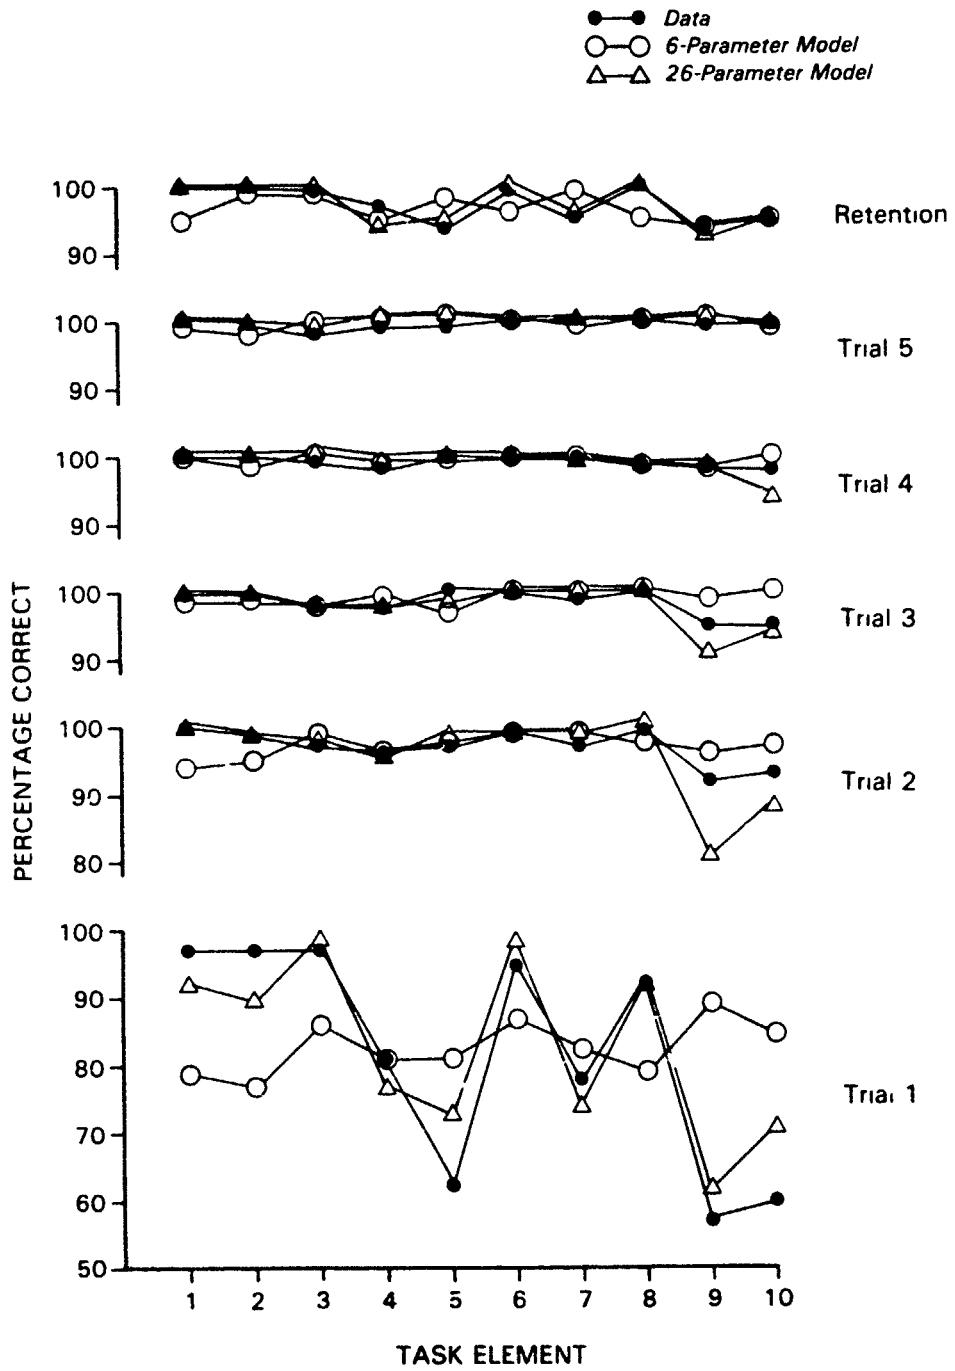 Data
6-Parameter Model
26-Parameter Model
100
90
Retention
100
90
Trial 5
100
90
Trial 4
100
90
Trial 3
100
90
80
Trial 2
100
90
80
70
60
50
Trial 1
PERCENTAGE CORRECT
1 2 3 4 5 6 7 8 9 10
TASK ELEMENT